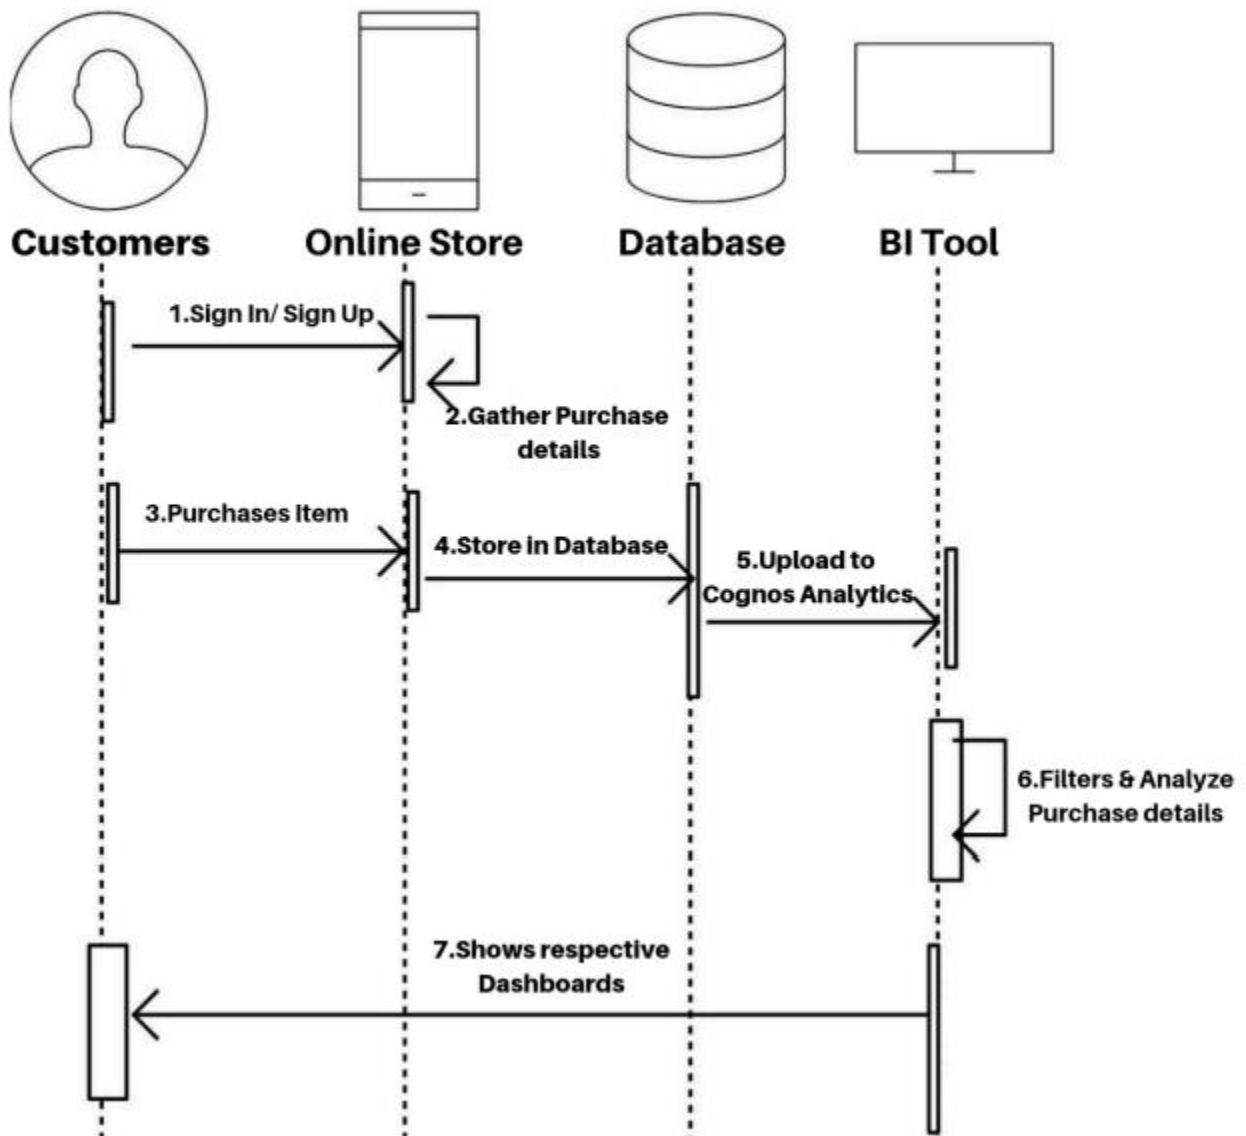 Customers
Online Store
Database
BI Tool
1.Sign In/ Sign Up
2.Gather Purchase
details
3.Purchases Item
4.Store in Database
5.Upload to
Cognos Analytics
6.Filters & Analyze
Purchase details
7.Shows respective
Dashboards